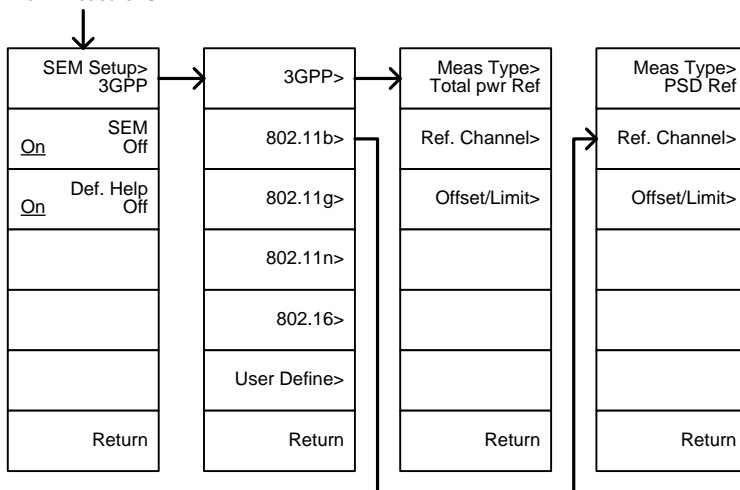 SEM Setup>
3GPP
SEM
On Off
Def. Help
On Off
Return
3GPP>
802.11b>
802.11g>
802.11n>
802.16>
User Define>
Return
Meas Type>
Total pwr Ref
Ref. Channel>
Offset/Limit>
Return
Meas Type>
PSD Ref
Ref. Channel>
Offset/Limit>
Return